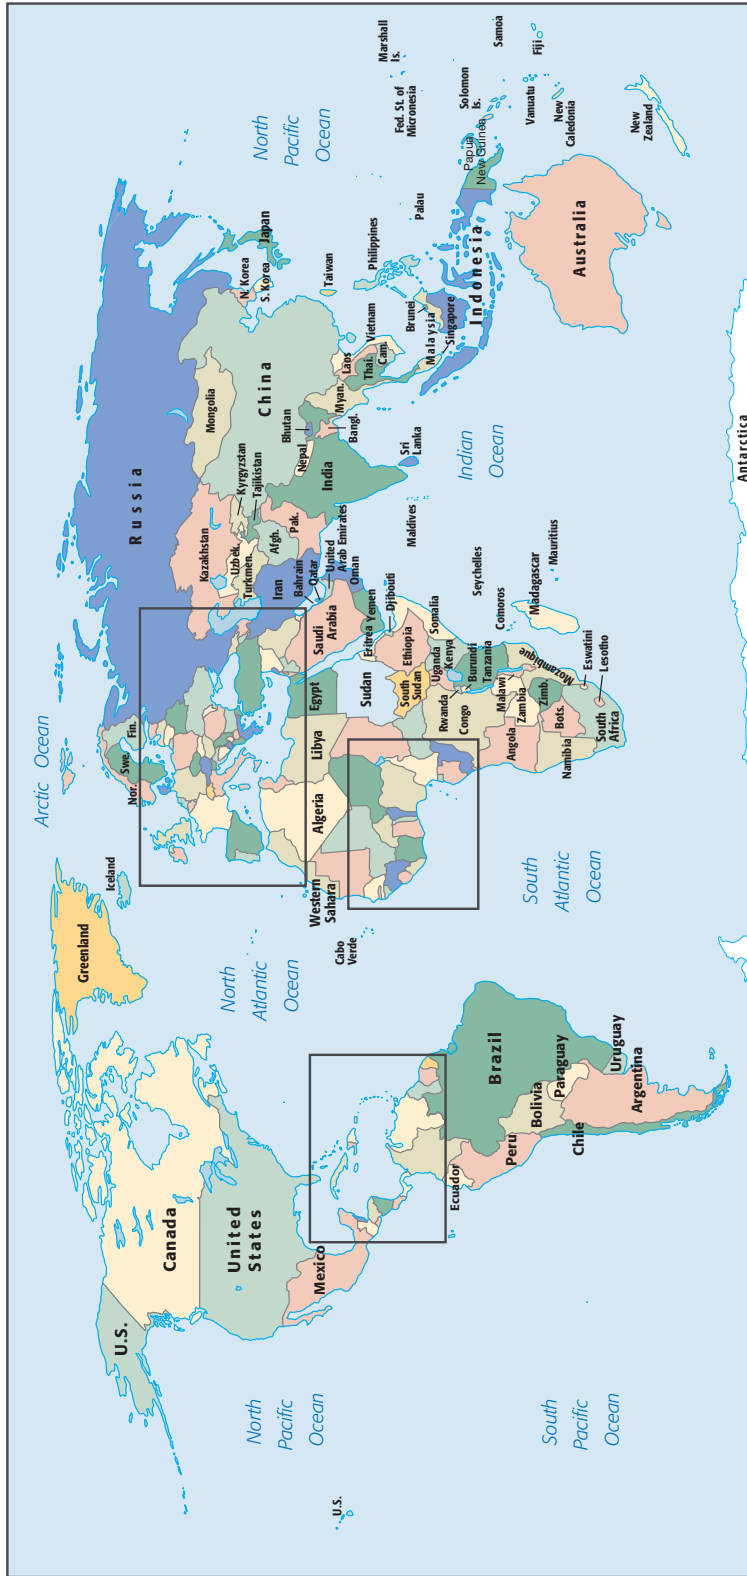 Arctic Ocean
Greenland
Iceland
U.S.
Canada
United
States
Mexico
North
Pacific
Ocean
U.S.
North
Atlantic
Ocean
Cabo
Verde
Ecuador
Peru
Brazil
Bolivia
Paraguay
Chile
Uruguay
Argentina
South
Pacific
Ocean
South
Atlantic
Ocean
Nor.
Swe.
Fin.
Russia
Kazakhstan
Mongolia
Uzbek.
Turkmen.
Kyrgyzstan
Tajikistan
China
N. Korea
S. Korea
Japan
North
Pacific
Ocean
Iran
Afgh.
Pak.
Nepal
Bhutan
India
Bangl.
Myan.
Laos
Thai.
Cam.
Vietnam
Taiwan
Philippines
Bahrain
Qatar
United
Arab Emirates
Oman
Saudi
Arabia
Yemen
Western
Sahara
Algeria
Libya
Egypt
Sudan
South
Sudan
Eritrea
Djibouti
Ethiopia
Somalia
Uganda
Kenya
Rwanda
Burundi
Congo
Tanzania
Angola
Zambia
Malawi
Mozambique
Zimb.
Namibia
Bots.
South
Africa
Eswatini
Lesotho
Madagascar
Mauritius
Comoros
Seychelles
Maldives
Sri
Lanka
Indian
Ocean
Brunei
Malaysia
Singapore
Indonesia
Palau
Fed. St. of
Micronesia
Marshall
Is.
Papua
New Guinea
Solomon
Is.
Samoa
Fiji
Vanuatu
New
Caledonia
Australia
New
Zealand
Antarctica